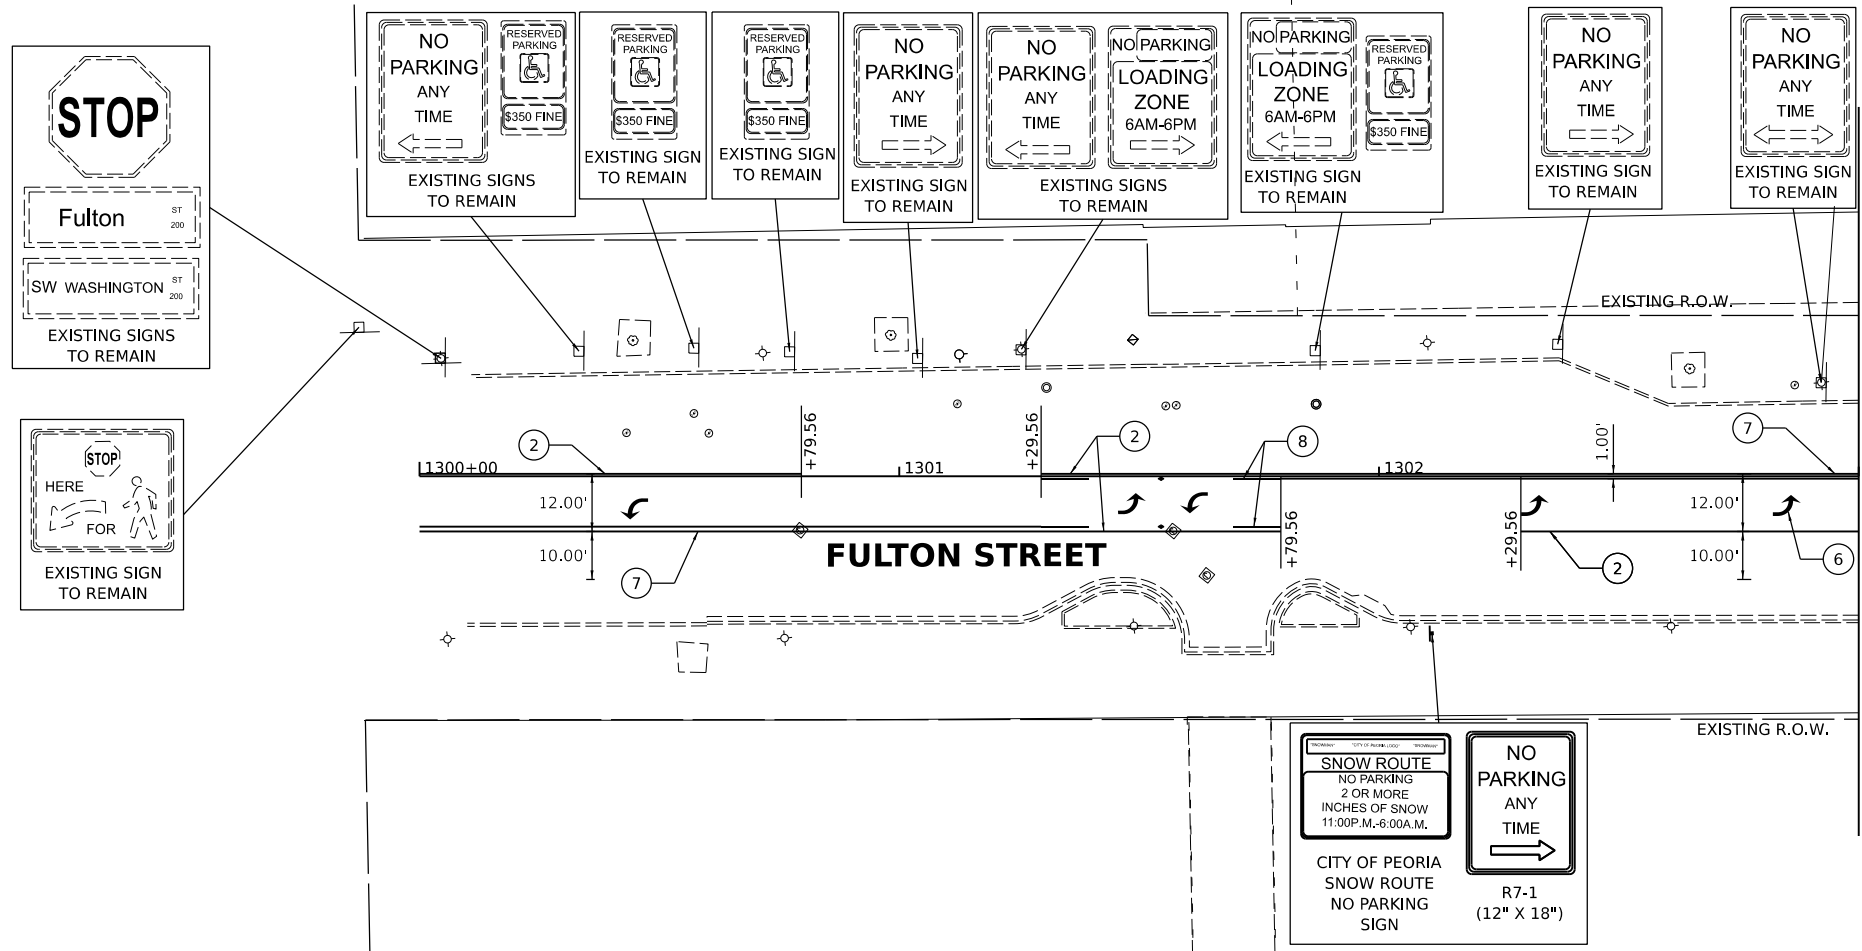 STOP
Fulton ST
200
SW WASHINGTON ST
200
EXISTING SIGNS
TO REMAIN
STOP
HERE
FOR
EXISTING SIGN
TO REMAIN
NO
PARKING
ANY
TIME
RESERVED
PARKING
$350 FINE
EXISTING SIGNS
TO REMAIN
RESERVED
PARKING
$350 FINE
EXISTING SIGN
TO REMAIN
RESERVED
PARKING
$350 FINE
EXISTING SIGN
TO REMAIN
NO
PARKING
ANY
TIME
EXISTING SIGN
TO REMAIN
NO
PARKING
ANY
TIME
NO PARKING
LOADING
ZONE
6AM-6PM
EXISTING SIGNS
TO REMAIN
NO PARKING
LOADING
ZONE
6AM-6PM
RESERVED
PARKING
$350 FINE
EXISTING SIGN
TO REMAIN
NO
PARKING
ANY
TIME
EXISTING SIGN
TO REMAIN
NO
PARKING
ANY
TIME
EXISTING SIGN
TO REMAIN
EXISTING R.O.W.
2
+79.56
+29.56
2
8
1.00'
7
1300+00
1301
1302
12.00'
12.00'
10.00'
FULTON STREET
+79.56
+29.56
10.00'
7
2
6
EXISTING R.O.W.
"SNOWMAN" "CITY OF PEORIA LOGO" "SNOWMAN"
SNOW ROUTE
NO PARKING
2 OR MORE
INCHES OF SNOW
11:00P.M.-6:00A.M.
CITY OF PEORIA
SNOW ROUTE
NO PARKING
SIGN
NO
PARKING
ANY
TIME
R7-1
(12" X 18")